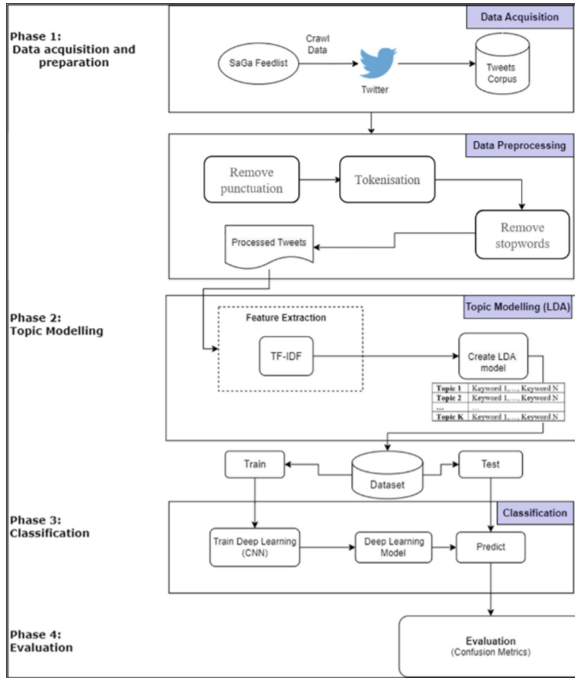 Phase 1:
Data acquisition and
preparation
Data Acquisition
SaGa Feedlist
Crawl
Data
Twitter
Tweets
Corpus
Data Preprocessing
Remove
punctuation
Tokenisation
Remove
stopwords
Processed Tweets
Phase 2:
Topic Modelling
Topic Modelling (LDA)
Feature Extraction
TF-IDF
Create LDA
model
Topic 1 Keyword 1,..., Keyword N
Topic 2 Keyword 1,..., Keyword N
... ...
Topic K Keyword 1,..., Keyword N
Train
Dataset
Test
Phase 3:
Classification
Classification
Train Deep Learning
(CNN)
Deep Learning
Model
Predict
Phase 4:
Evaluation
Evaluation
(Confusion Metrics)